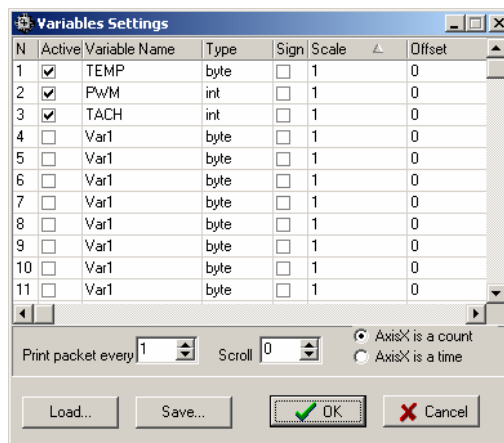 Variables Settings
N Active Variable Name Type Sign Scale Offset
1 TEMP byte 1 0
2 PWM int 1 0
3 TACH int 1 0
4 Var1 byte 1 0
5 Var1 byte 1 0
6 Var1 byte 1 0
7 Var1 byte 1 0
8 Var1 byte 1 0
9 Var1 byte 1 0
10 Var1 byte 1 0
11 Var1 byte 1 0
Print packet every 1 Scroll 0 AxisX is a count
AxisX is a time
Load... Save... OK Cancel